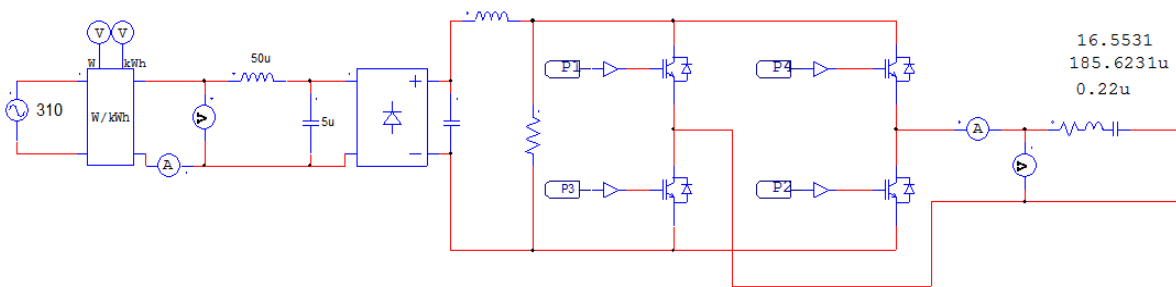 V V
W kWh
310
W/kWh
V
A
50u
5u
P1
P4
P3
P2
A
V
16.5531
185.6231u
0.22u